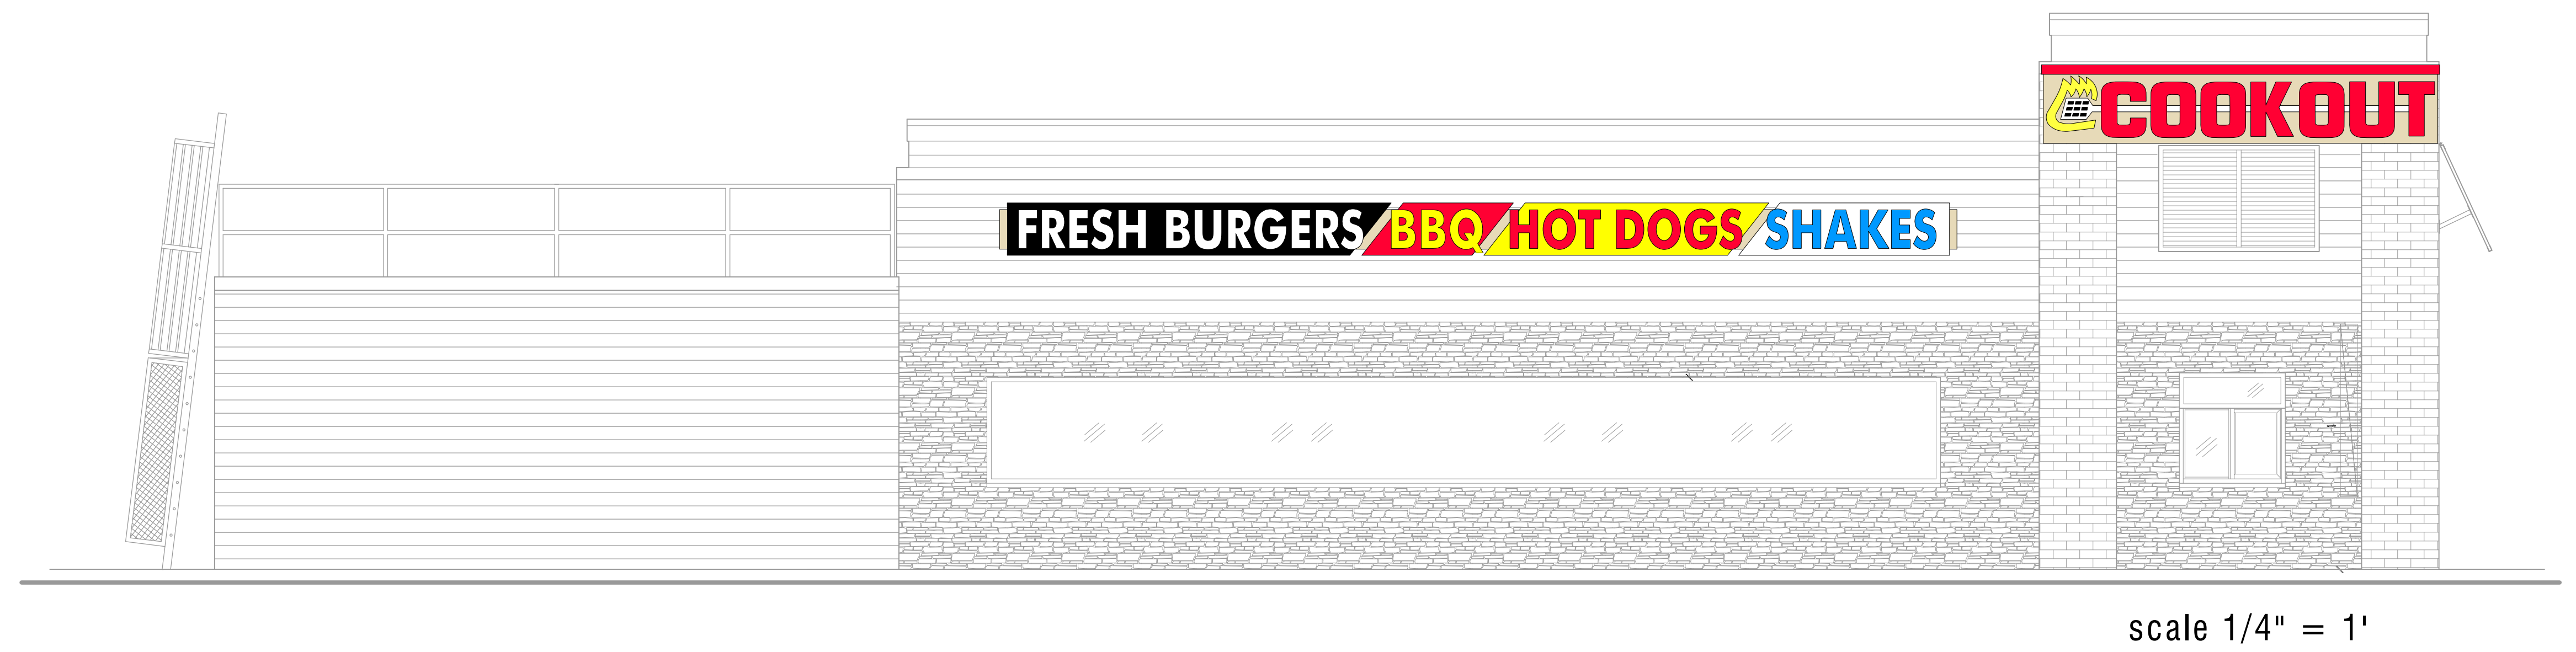 COOKOUT
FRESH BURGERS BBQ HOT DOGS SHAKES
scale 1/4" = 1'